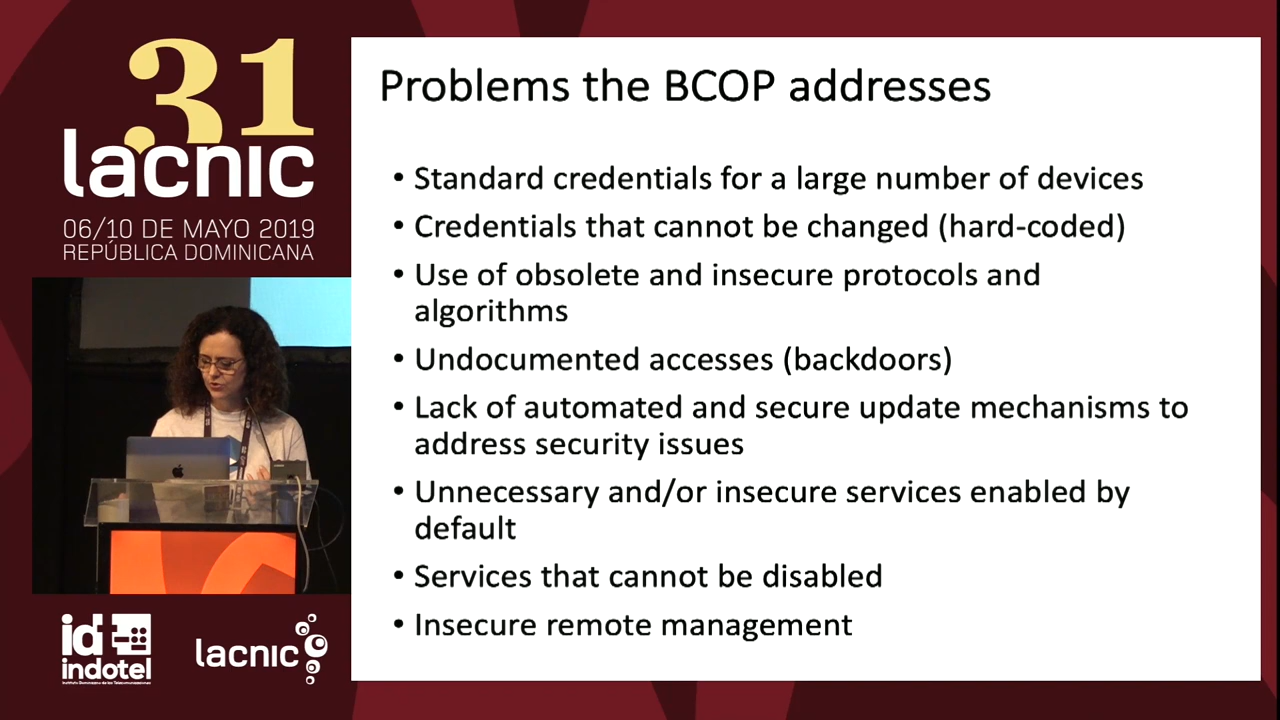 31
lacnic
06/10 DE MAYO 2019
REPÚBLICA DOMINICANA
Problems the BCOP addresses
• Standard credentials for a large number of devices
• Credentials that cannot be changed (hard-coded)
• Use of obsolete and insecure protocols and
algorithms
• Undocumented accesses (backdoors)
• Lack of automated and secure update mechanisms to
address security issues
• Unnecessary and/or insecure services enabled by
default
• Services that cannot be disabled
• Insecure remote management
id
indotel
Instituto Dominicano de las Telecomunicaciones
lacnic